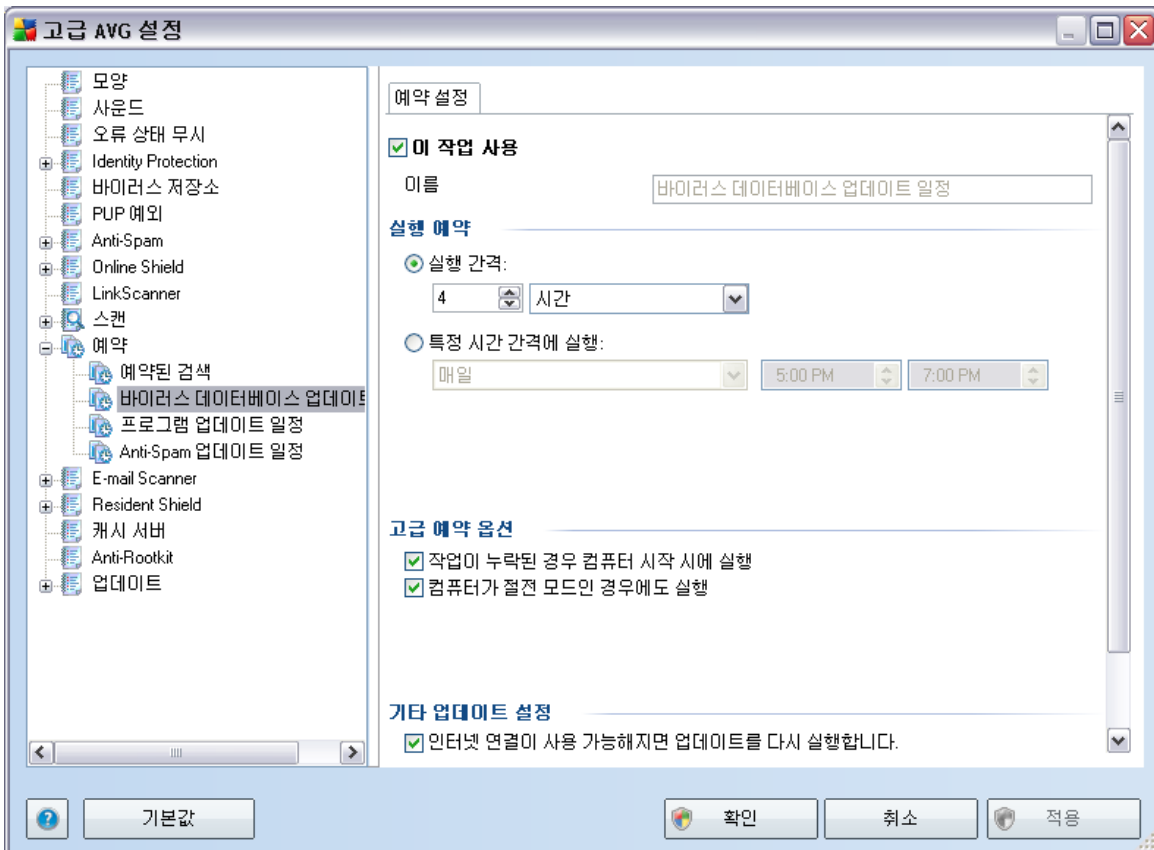 고급 AVG 설정
모양
사운드
오류 상태 무시
Identity Protection
바이러스 저장소
PUP 예외
Anti-Spam
Online Shield
LinkScanner
스캔
예약
예약된 검색
바이러스 데이터베이스 업데이트
프로그램 업데이트 일정
Anti-Spam 업데이트 일정
E-mail Scanner
Resident Shield
캐시 서버
Anti-Rootkit
업데이트
예약 설정
이 작업 사용
이름
바이러스 데이터베이스 업데이트 일정
실행 예약
실행 간격:
4 시간
특정 시간 간격에 실행:
매일 5:00 PM 7:00 PM
고급 예약 옵션
작업이 누락된 경우 컴퓨터 시작 시에 실행
컴퓨터가 절전 모드인 경우에도 실행
기타 업데이트 설정
인터넷 연결이 사용 가능해지면 업데이트를 다시 실행합니다.
기본값 확인 취소 적용